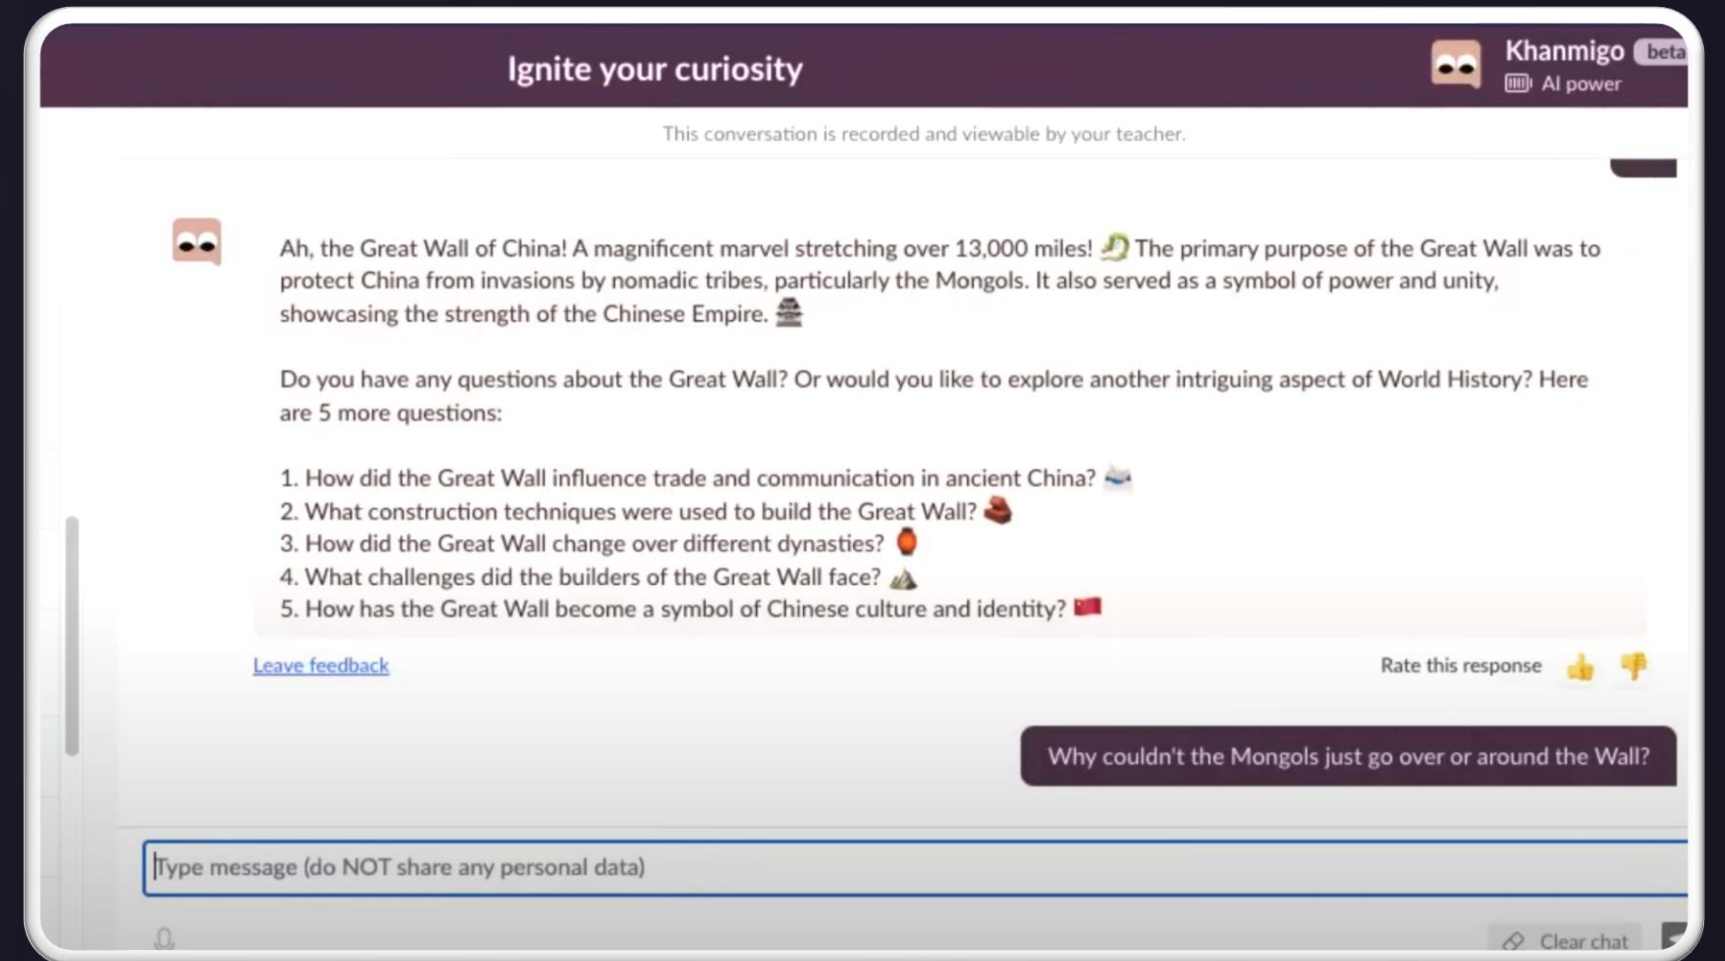 Ignite your curiosity
Khanmigo beta
AI power
This conversation is recorded and viewable by your teacher.
Ah, the Great Wall of China! A magnificent marvel stretching over 13,000 miles! 🐉 The primary purpose of the Great Wall was to
protect China from invasions by nomadic tribes, particularly the Mongols. It also served as a symbol of power and unity,
showcasing the strength of the Chinese Empire. 🏯
Do you have any questions about the Great Wall? Or would you like to explore another intriguing aspect of World History? Here
are 5 more questions:
1. How did the Great Wall influence trade and communication in ancient China?
2. What construction techniques were used to build the Great Wall? 🧱
3. How did the Great Wall change over different dynasties? 🏮
4. What challenges did the builders of the Great Wall face? ⛰️
5. How has the Great Wall become a symbol of Chinese culture and identity? 🇨🇳
Leave feedback
Rate this response 👍 👎
Why couldn't the Mongols just go over or around the Wall?
Type message (do NOT share any personal data)
Clear chat